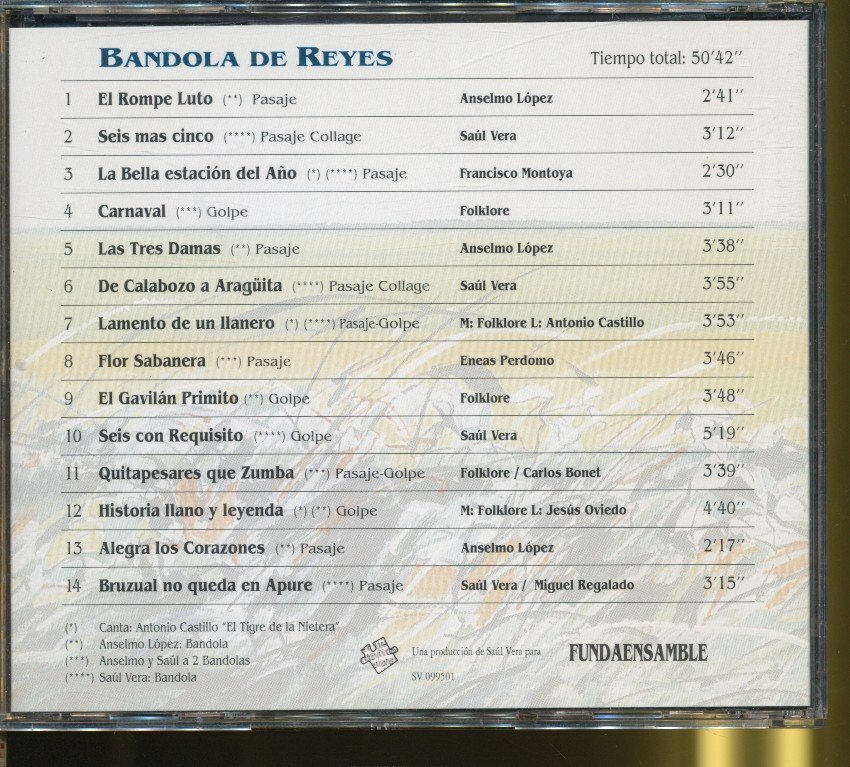 BANDOLA DE REYES Tiempo total: 50'42''
1 El Rompe Luto (**) Pasaje Anselmo López 2'41''
2 Seis mas cinco (****) Pasaje Collage Saúl Vera 3'12''
3 La Bella estación del Año (*) (****) Pasaje Francisco Montoya 2'30''
4 Carnaval (***) Golpe Folklore 3'11''
5 Las Tres Damas (**) Pasaje Anselmo López 3'38''
6 De Calabozo a Aragüita (****) Pasaje Collage Saúl Vera 3'55''
7 Lamento de un llanero (*) (****) Pasaje-Golpe M: Folklore L: Antonio Castillo 3'53''
8 Flor Sabanera (***) Pasaje Eneas Perdomo 3'46''
9 El Gavilán Primito (**) Golpe Folklore 3'48''
10 Seis con Requisito (****) Golpe Saúl Vera 5'19''
11 Quitapesares que Zumba (***) Pasaje-Golpe Folklore / Carlos Bonet 3'39''
12 Historia llano y leyenda (*) (**) Golpe M: Folklore L: Jesús Oviedo 4'40''
13 Alegra los Corazones (**) Pasaje Anselmo López 2'17''
14 Bruzual no queda en Apure (****) Pasaje Saúl Vera / Miguel Regalado 3'15''
(*) Canta: Antonio Castillo "El Tigre de la Nietera"
(**) Anselmo López: Bandola
(***) Anselmo y Saúl a 2 Bandolas
(****) Saúl Vera: Bandola
Una producción de Saúl Vera para FUNDAENSAMBLE
SV 099501